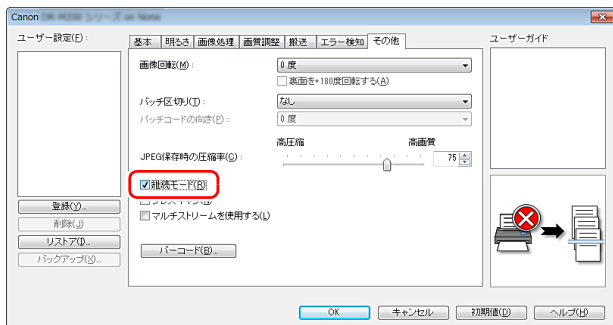 Canon
ユーザー設定(F):
基本 明るさ 画像処理 画質調整 搬送 エラー検知 その他
ユーザーガイド
画像回転(M):
0 度
裏面を+180度回転する(A)
バッチ区切り(T):
なし
バッチコードの向き(P):
0 度
高圧縮 高画質
JPEG保存時の圧縮率(C):
75
継続モード(R)
マルチストリームを使用する(L)
バーコード(B)...
登録(Y)...
削除(J)
リストア(I)...
バックアップ(X)...
OK キャンセル 初期値(D) ヘルプ(H)